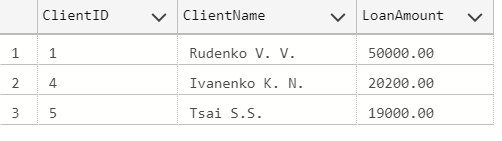 ClientID ClientName LoanAmount
1 1 Rudenko V. V. 50000.00
2 4 Ivanenko K. N. 20200.00
3 5 Tsai S.S. 19000.00